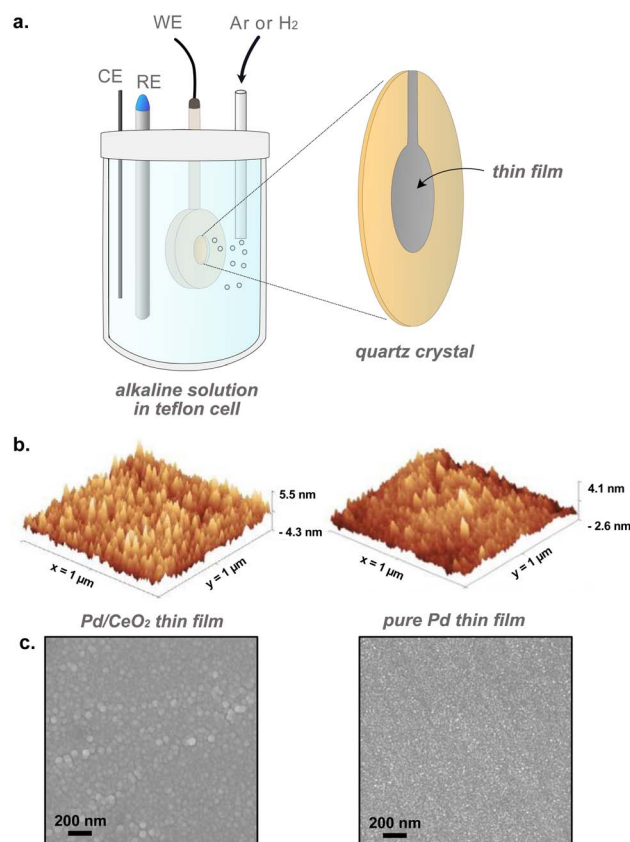 a.
WE
Ar or H₂
CE
RE
thin film
quartz crystal
alkaline solution
in teflon cell
b.
5.5 nm
- 4.3 nm
x = 1 µm
y = 1 µm
4.1 nm
- 2.6 nm
x = 1 µm
y = 1 µm
Pd/CeO₂ thin film
pure Pd thin film
c.
200 nm
200 nm